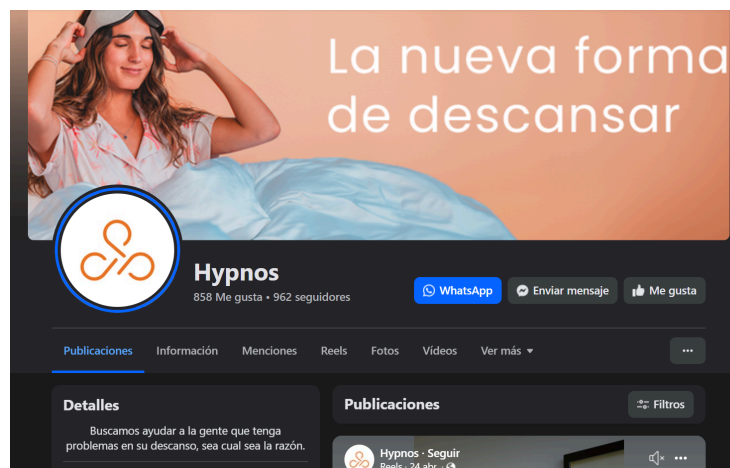 La nueva forma
de descansar
Hypnos
858 Me gusta • 962 seguidores
WhatsApp
Enviar mensaje
Me gusta
Publicaciones
Información
Menciones
Reels
Fotos
Vídeos
Ver más
Detalles
Buscamos ayudar a la gente que tenga
problemas en su descanso, sea cual sea la razón.
Publicaciones
Filtros
Hypnos · Seguir
Reels · 24 abr. ·